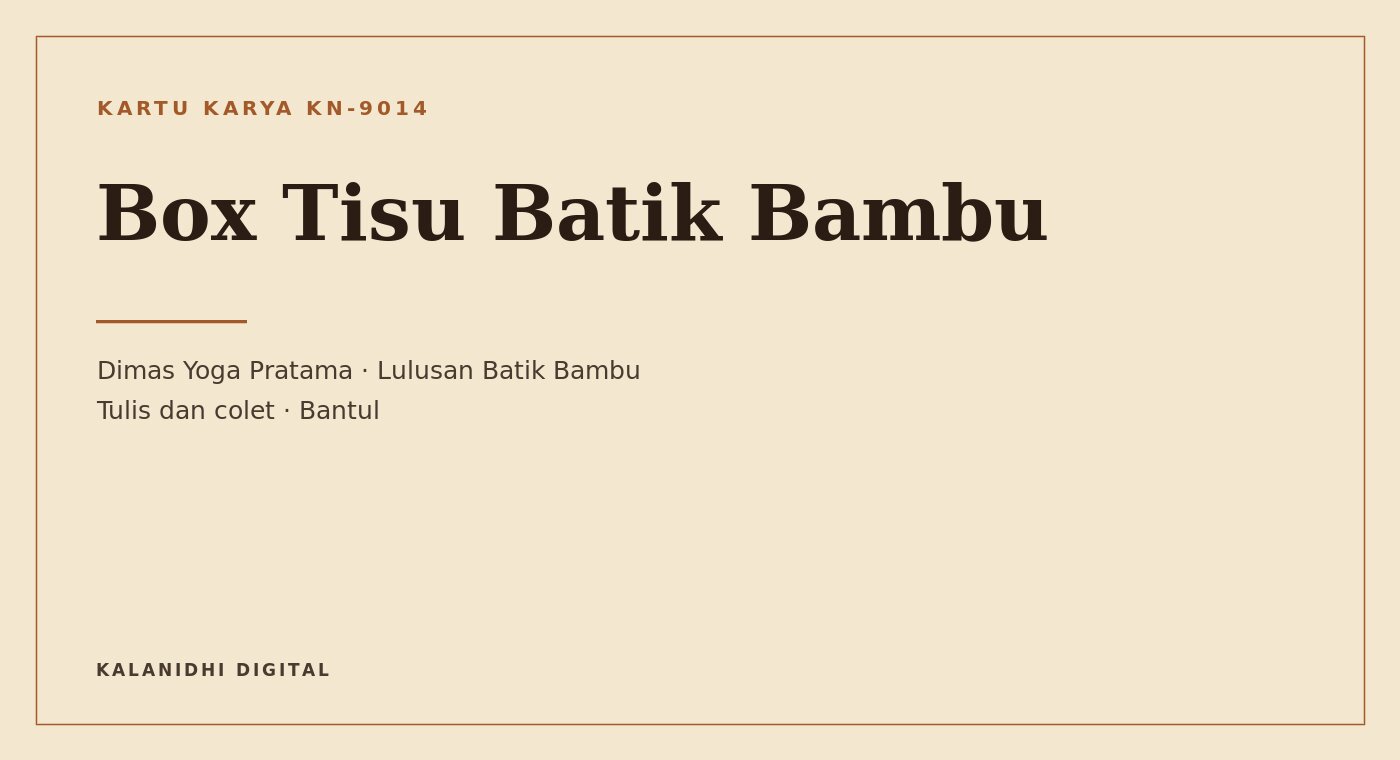 KARTU KARYA KN-9014
Box Tisu Batik Bambu
Dimas Yoga Pratama · Lulusan Batik Bambu
Tulis dan colet · Bantul
KALANIDHI DIGITAL